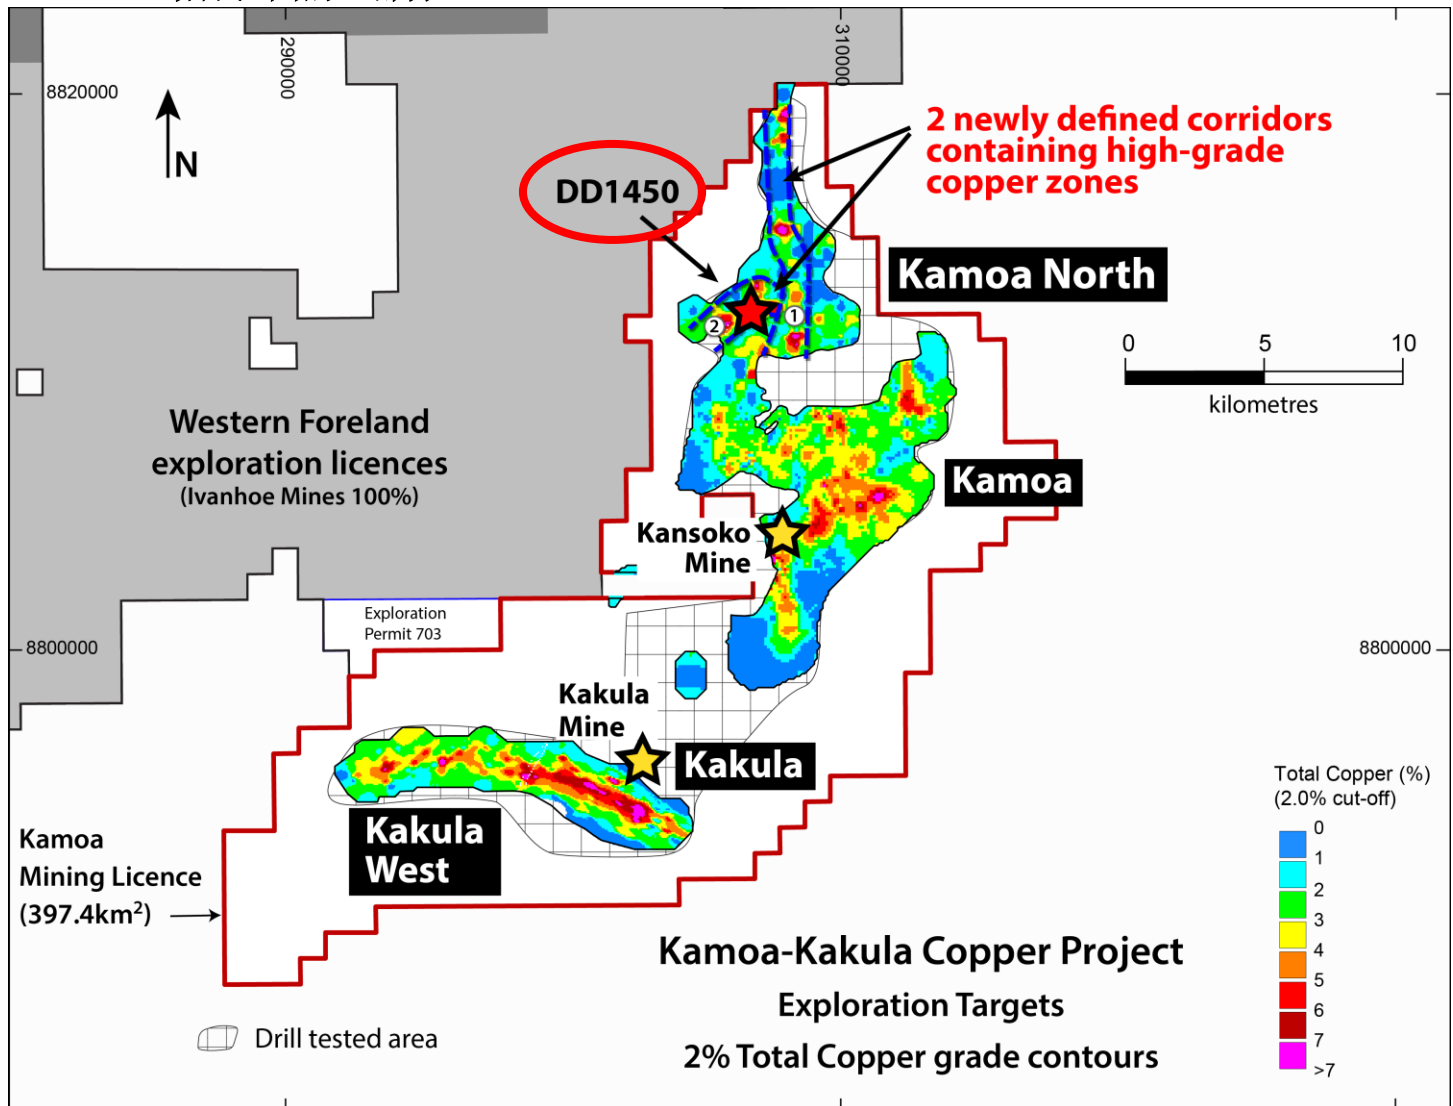 290000
310000
8820000
N
DD1450
2 newly defined corridors
containing high-grade
copper zones
Kamoa North
1
2
0 5 10
kilometres
Western Foreland
exploration licences
(Ivanhoe Mines 100%)
Kamoa
Kansoko
Mine
Exploration
Permit 703
8800000
8800000
Kakula
Mine
Kakula
Kakula
West
Kamoa
Mining Licence
(397.4km²)
Total Copper (%)
(2.0% cut-off)
0
1
2
3
4
5
6
7
>7
Kamoa-Kakula Copper Project
Exploration Targets
2% Total Copper grade contours
Drill tested area